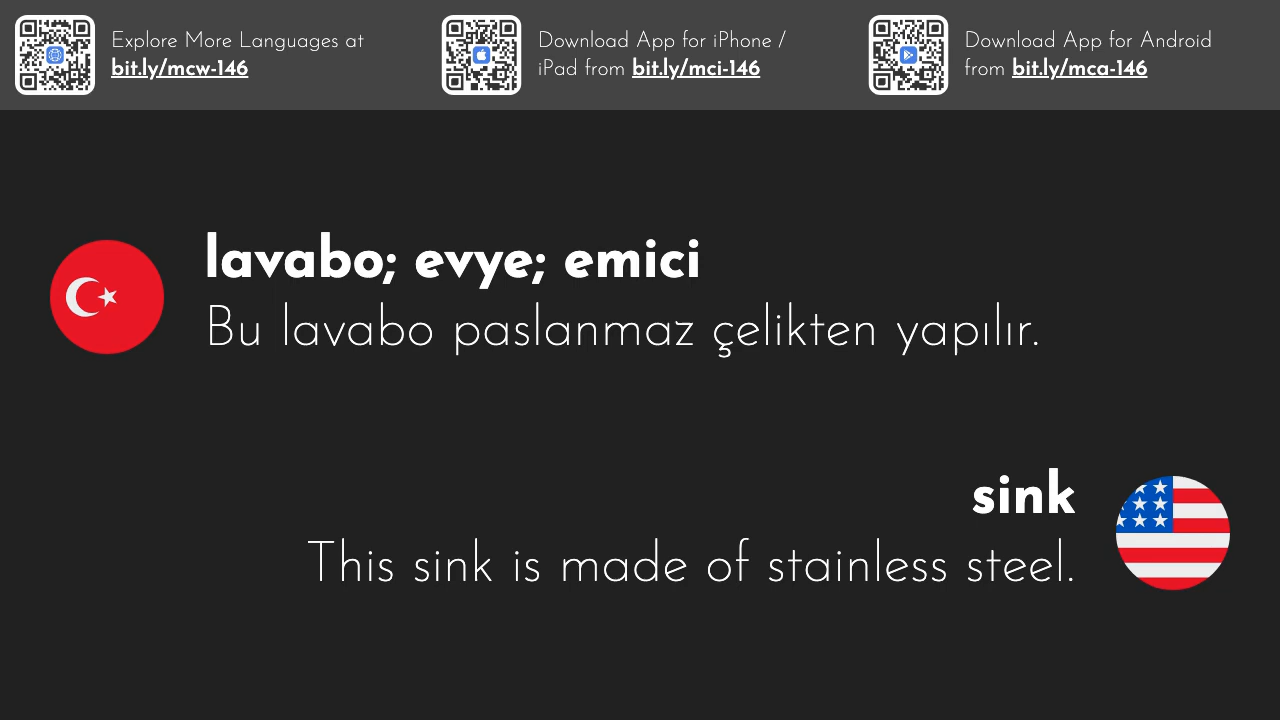 Explore More Languages at
bit.ly/mcw-146
Download App for iPhone /
iPad from bit.ly/mci-146
Download App for Android
from bit.ly/mca-146
lavabo; evye; emici
Bu lavabo paslanmaz çelikten yapılır.
sink
This sink is made of stainless steel.